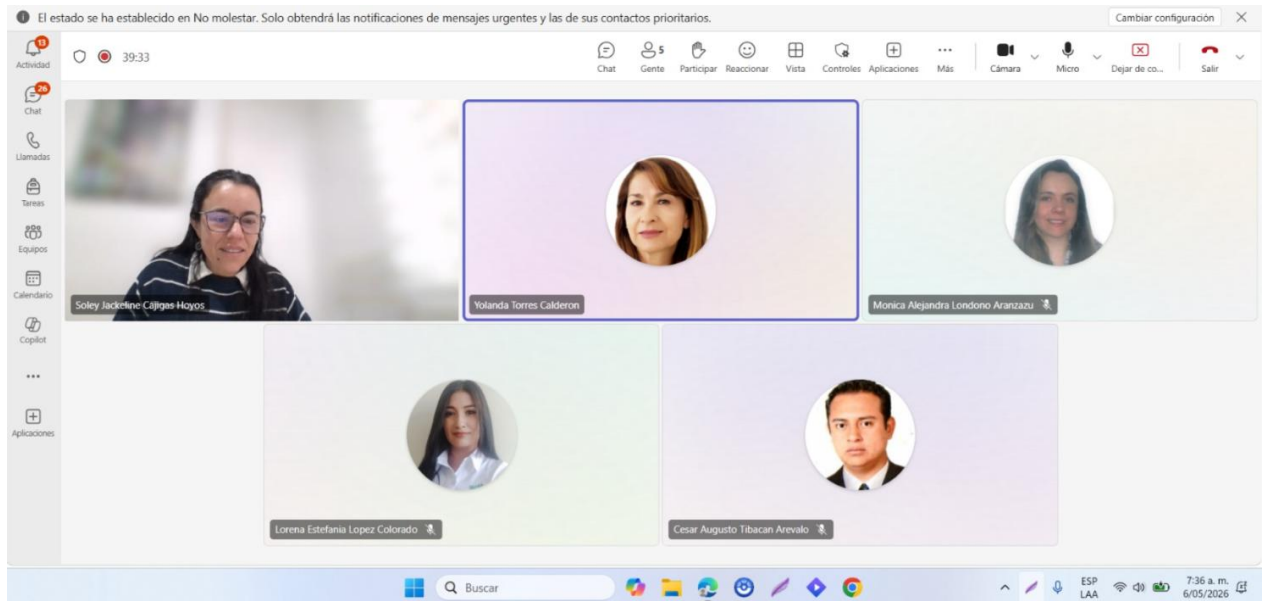 El estado se ha establecido en No molestar. Solo obtendrá las notificaciones de mensajes urgentes y las de sus contactos prioritarios.
Cambiar configuración
13
Actividad
39:33
Chat
5
Gente
Participar
Reaccionar
Vista
Controles
Aplicaciones
Más
Cámara
Micro
Dejar de co...
Salir
26
Chat
Llamadas
Tareas
Equipos
Calendario
Copilot
Aplicaciones
Soley Jackeline Cajigas Hoyos
Yolanda Torres Calderon
Monica Alejandra Londono Aranzazu
Lorena Estefania Lopez Colorado
Cesar Augusto Tibacan Arevalo
Buscar
ESP
LAA
7:36 a. m.
6/05/2026